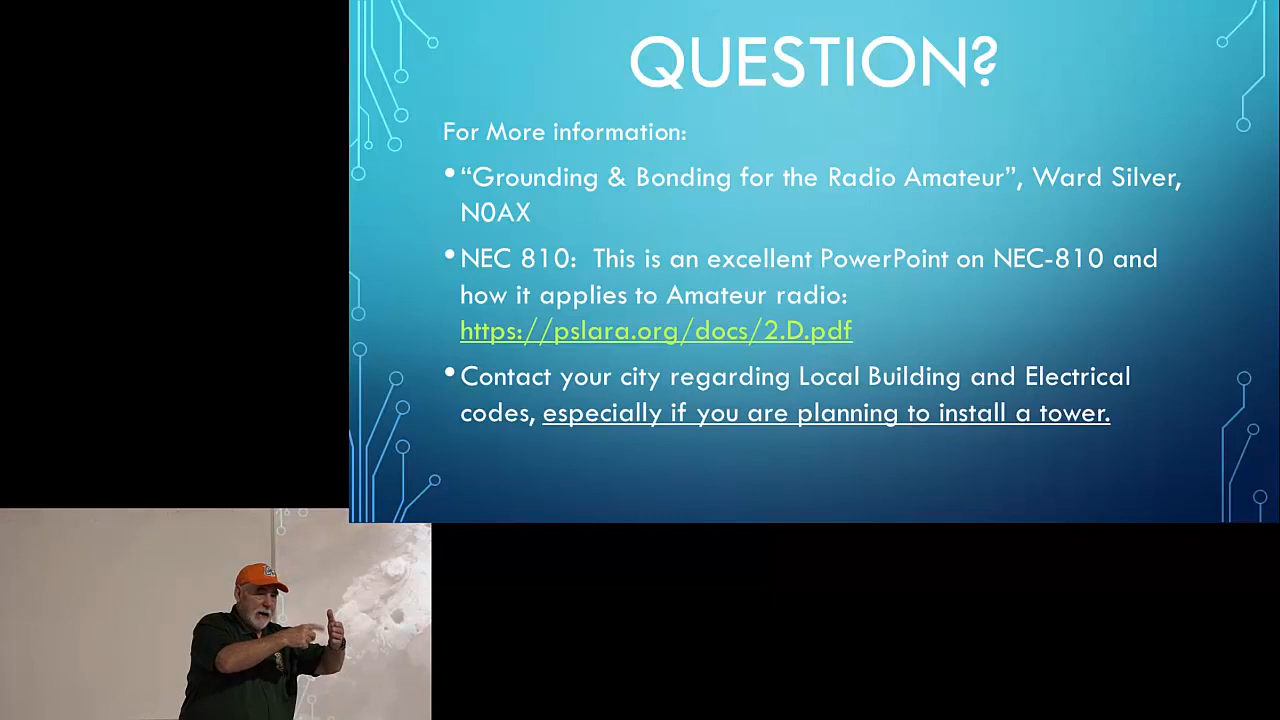 QUESTION?
For More information:
•“Grounding & Bonding for the Radio Amateur”, Ward Silver,
N0AX
•NEC 810:  This is an excellent PowerPoint on NEC-810 and
how it applies to Amateur radio:
https://pslara.org/docs/2.D.pdf
•Contact your city regarding Local Building and Electrical
codes, especially if you are planning to install a tower.